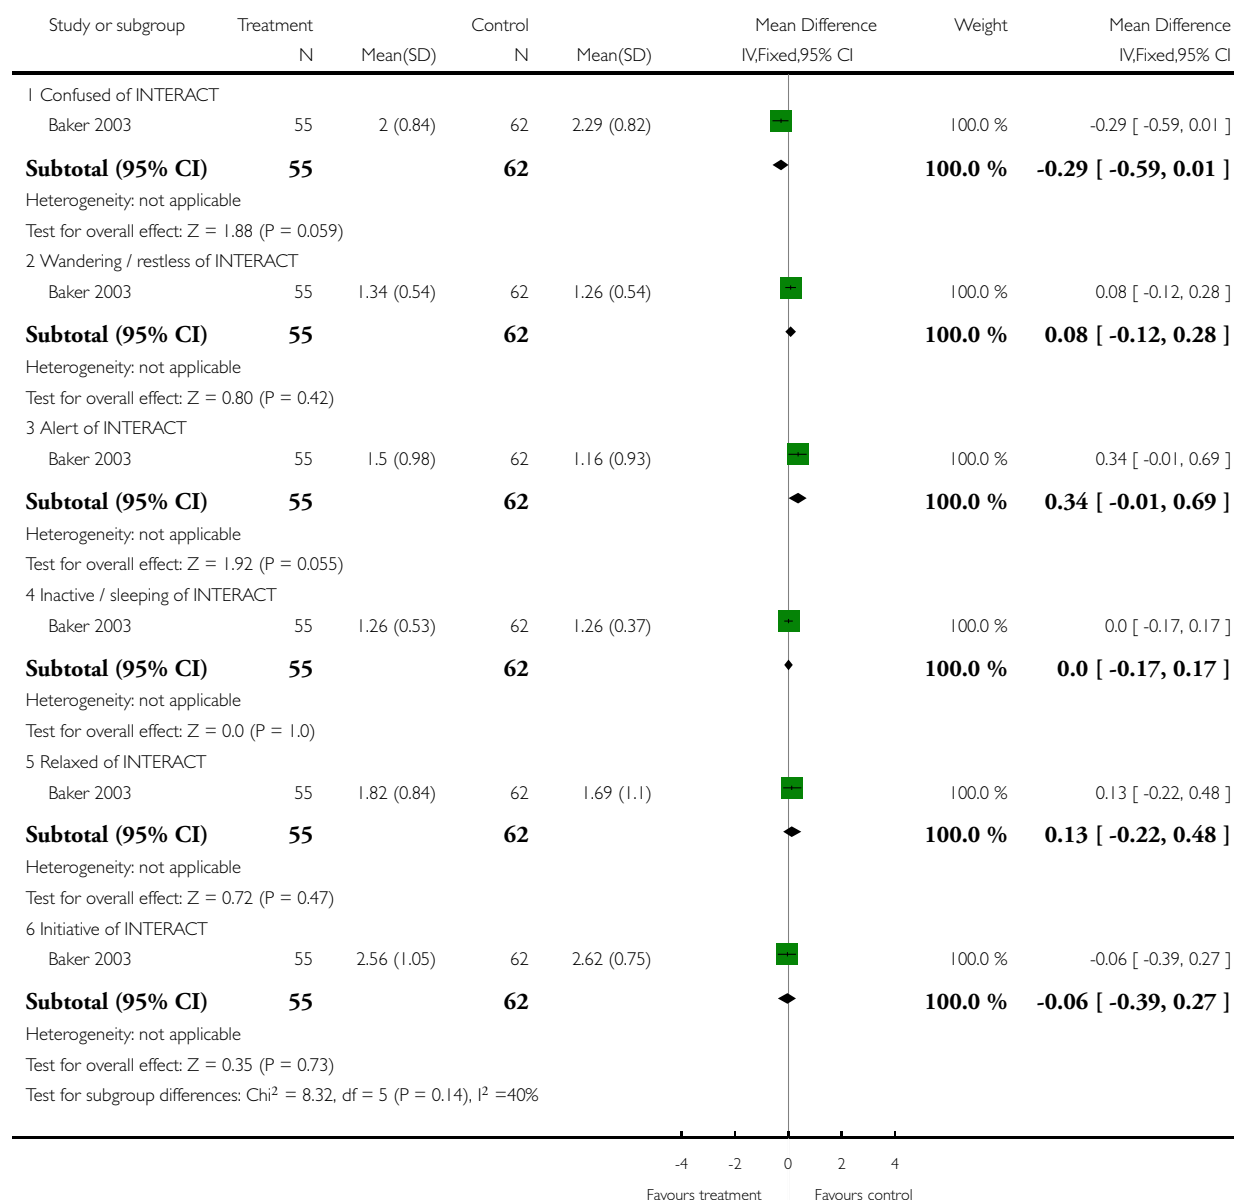 Study or subgroup Treatment Control Mean Difference Weight Mean Difference
N Mean(SD) N Mean(SD) IV,Fixed,95% CI IV,Fixed,95% CI
1 Confused of INTERACT
Baker 2003 55 2 (0.84) 62 2.29 (0.82) 100.0 % -0.29 [ -0.59, 0.01 ]
Subtotal (95% CI) 55 62 100.0 % -0.29 [ -0.59, 0.01 ]
Heterogeneity: not applicable
Test for overall effect: Z = 1.88 (P = 0.059)
2 Wandering / restless of INTERACT
Baker 2003 55 1.34 (0.54) 62 1.26 (0.54) 100.0 % 0.08 [ -0.12, 0.28 ]
Subtotal (95% CI) 55 62 100.0 % 0.08 [ -0.12, 0.28 ]
Heterogeneity: not applicable
Test for overall effect: Z = 0.80 (P = 0.42)
3 Alert of INTERACT
Baker 2003 55 1.5 (0.98) 62 1.16 (0.93) 100.0 % 0.34 [ -0.01, 0.69 ]
Subtotal (95% CI) 55 62 100.0 % 0.34 [ -0.01, 0.69 ]
Heterogeneity: not applicable
Test for overall effect: Z = 1.92 (P = 0.055)
4 Inactive / sleeping of INTERACT
Baker 2003 55 1.26 (0.53) 62 1.26 (0.37) 100.0 % 0.0 [ -0.17, 0.17 ]
Subtotal (95% CI) 55 62 100.0 % 0.0 [ -0.17, 0.17 ]
Heterogeneity: not applicable
Test for overall effect: Z = 0.0 (P = 1.0)
5 Relaxed of INTERACT
Baker 2003 55 1.82 (0.84) 62 1.69 (1.1) 100.0 % 0.13 [ -0.22, 0.48 ]
Subtotal (95% CI) 55 62 100.0 % 0.13 [ -0.22, 0.48 ]
Heterogeneity: not applicable
Test for overall effect: Z = 0.72 (P = 0.47)
6 Initiative of INTERACT
Baker 2003 55 2.56 (1.05) 62 2.62 (0.75) 100.0 % -0.06 [ -0.39, 0.27 ]
Subtotal (95% CI) 55 62 100.0 % -0.06 [ -0.39, 0.27 ]
Heterogeneity: not applicable
Test for overall effect: Z = 0.35 (P = 0.73)
Test for subgroup differences: Chi² = 8.32, df = 5 (P = 0.14), I² =40%
-4 -2 0 2 4
Favours treatment Favours control